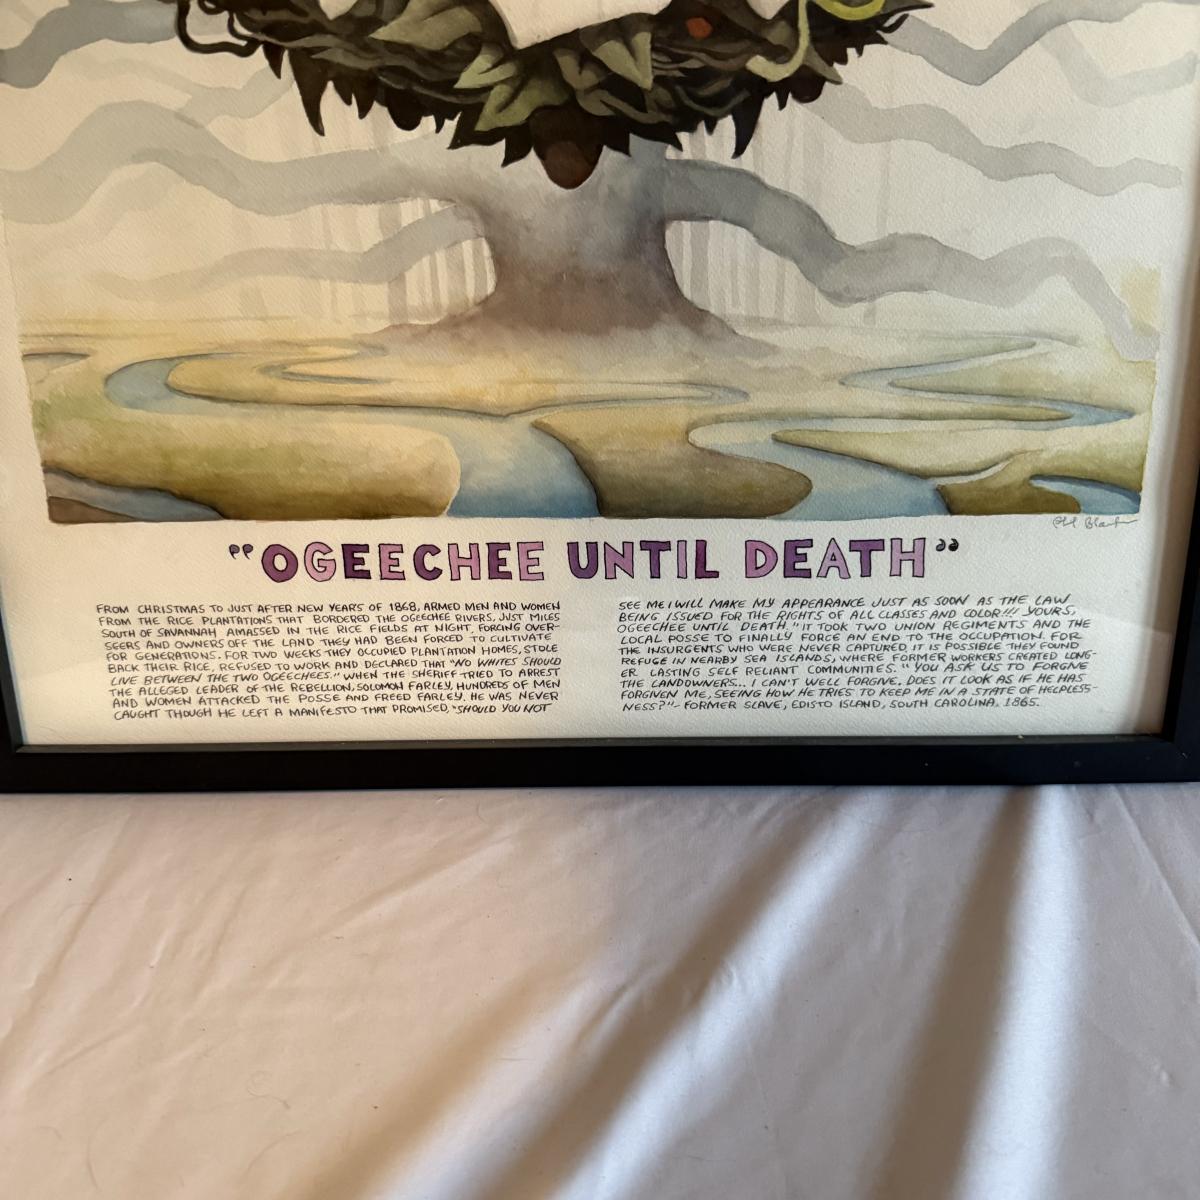 "OGEECHEE UNTIL DEATH"
FROM CHRISTMAS TO JUST AFTER NEW YEARS OF 1868, ARMED MEN AND WOMEN
FROM THE RICE PLANTATIONS THAT BORDERED THE OGEECHEE RIVERS, JUST MILES
SOUTH OF SAVANNAH AMASSED IN THE RICE FIELDS AT NIGHT, FORCING OVER-
SEERS AND OWNERS OFF THE LAND THEY HAD BEEN FORCED TO CULTIVATE
FOR GENERATIONS. FOR TWO WEEKS THEY OCCUPIED PLANTATION HOMES, STOLE
BACK THEIR RICE, REFUSED TO WORK AND DECLARED THAT "NO WHITES SHOULD
LIVE BETWEEN THE TWO OGEECHEES." WHEN THE SHERIFF TRIED TO ARREST
THE ALLEGED LEADER OF THE REBELLION, SOLOMON FARLEY, HUNDREDS OF MEN
AND WOMEN ATTACKED THE POSSE AND FREED FARLEY. HE WAS NEVER
CAUGHT THOUGH HE LEFT A MANIFESTO THAT PROMISED, "SHOULD YOU NOT
SEE ME I WILL MAKE MY APPEARANCE JUST AS SOON AS THE LAW
BEING ISSUED FOR THE RIGHTS OF ALL CLASSES AND COLOR!!! YOURS,
OGEECHEE UNTIL DEATH." IT TOOK TWO UNION REGIMENTS AND THE
LOCAL POSSE TO FINALLY FORCE AN END TO THE OCCUPATION. FOR
THE INSURGENTS WHO WERE NEVER CAPTURED, IT IS POSSIBLE THEY FOUND
REFUGE IN NEARBY SEA ISLANDS, WHERE FORMER WORKERS CREATED LONG-
ER LASTING SELF RELIANT COMMUNITIES. "YOU ASK US TO FORGIVE
THE LANDOWNERS... I CAN'T WELL FORGIVE, DOES IT LOOK AS IF HE HAS
FORGIVEN ME, SEEING HOW HE TRIES TO KEEP ME IN A STATE OF HELPLESS-
NESS?"- FORMER SLAVE, EDISTO ISLAND, SOUTH CAROLINA, 1865.